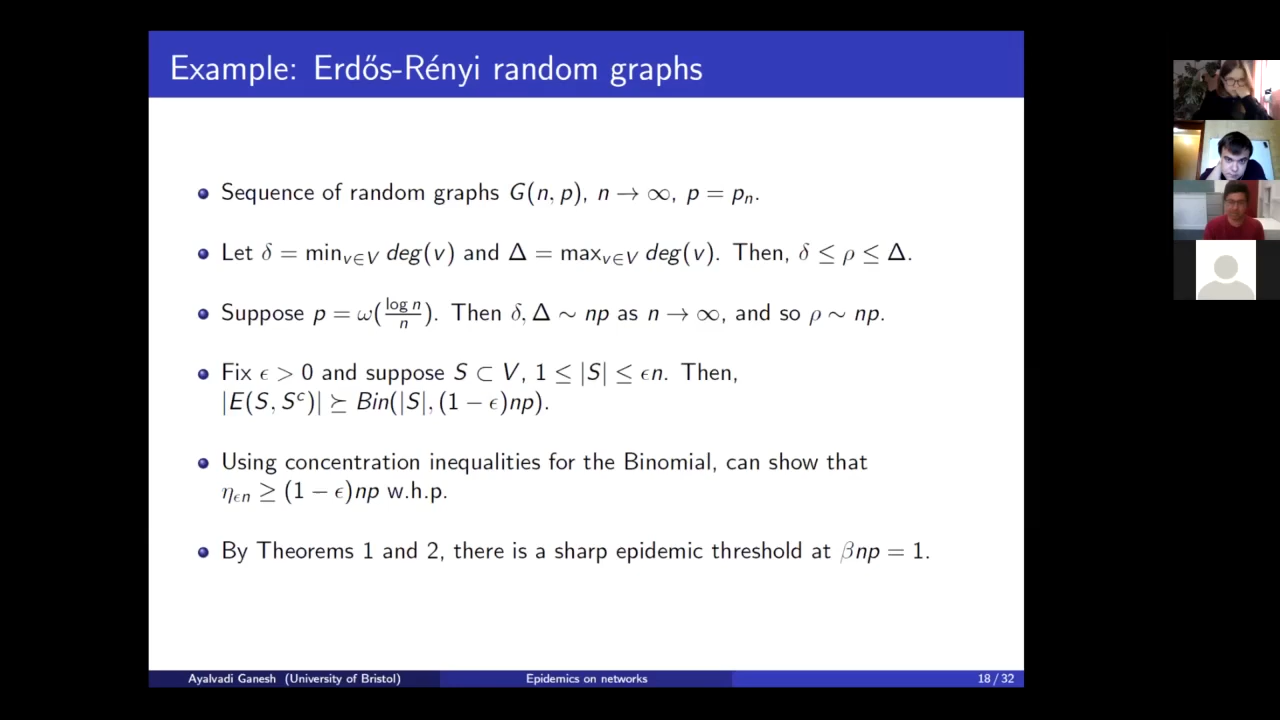 Example: Erdős-Rényi random graphs
Sequence of random graphs G(n, p), n → ∞, p = pₙ.
Let δ = min_{v∈V} deg(v) and Δ = max_{v∈V} deg(v). Then, δ ≤ ρ ≤ Δ.
Suppose p = ω(log n / n). Then δ, Δ ∼ np as n → ∞, and so ρ ∼ np.
Fix ϵ > 0 and suppose S ⊂ V, 1 ≤ |S| ≤ ϵn. Then,
|E(S, Sᶜ)| ⪰ Bin(|S|, (1 − ϵ)np).
Using concentration inequalities for the Binomial, can show that
η_{ϵn} ≥ (1 − ϵ)np w.h.p.
By Theorems 1 and 2, there is a sharp epidemic threshold at βnp = 1.
Ayalvadi Ganesh (University of Bristol) Epidemics on networks 18 / 32